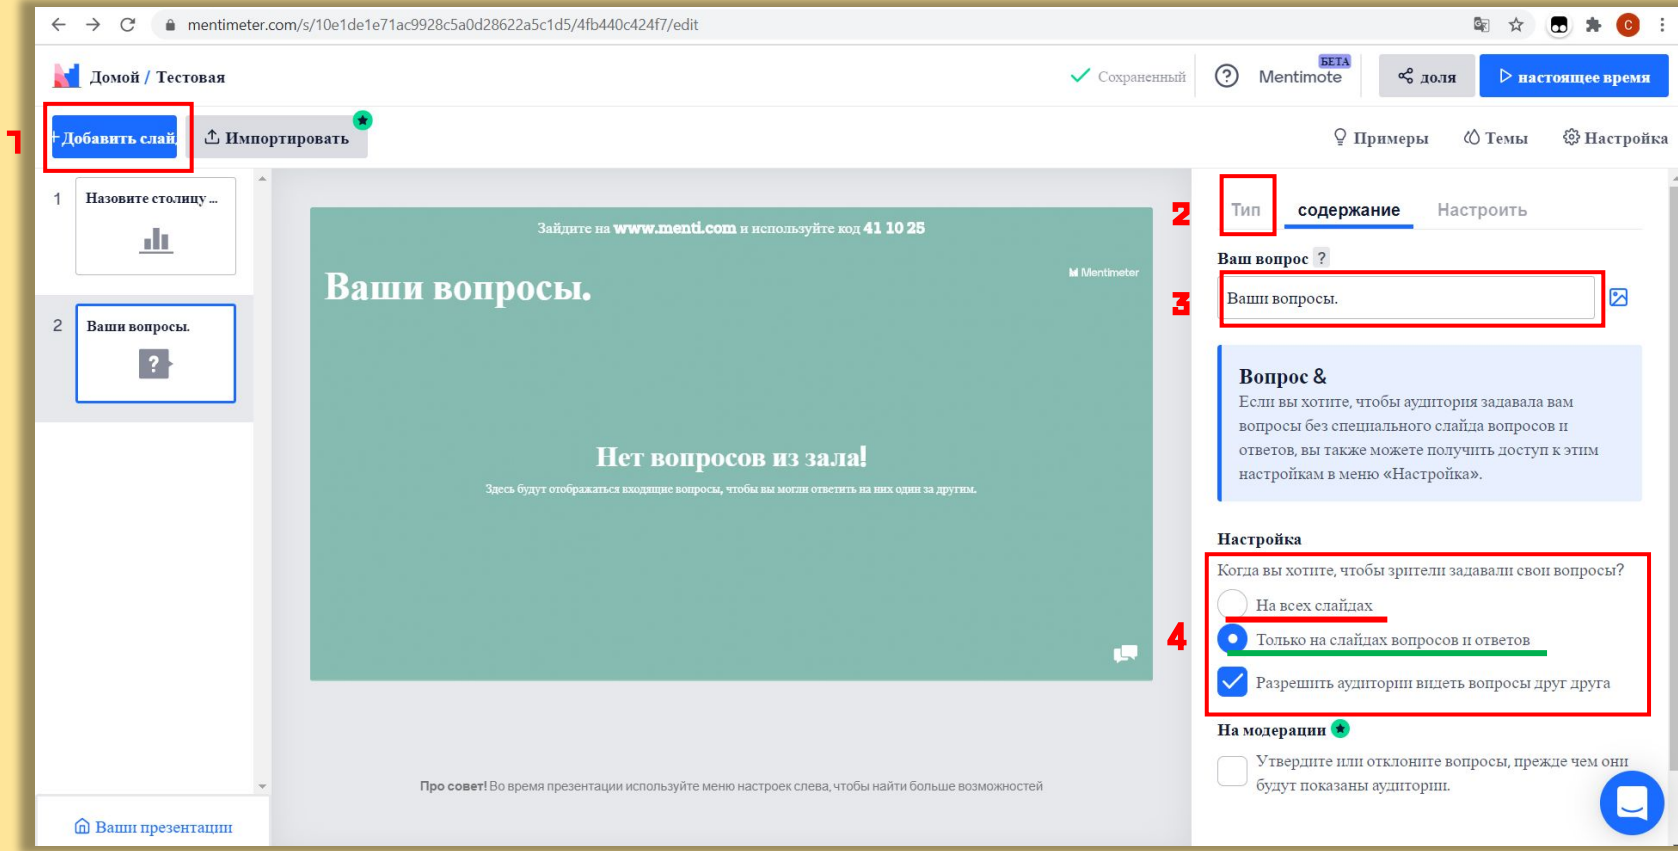 mentimeter.com/s/10e1de1e71ac9928c5a0d28622a5c1d5/4fb440c424f7/edit
C
Домой / Тестовая
Сохраненный
?
Mentimote
БЕТА
доля
настоящее время
1
+Добавить слай
Импортировать
Примеры
Темы
Настройка
1
Назовите столицу ...
2
Ваши вопросы.
?
Ваши презентации
Зайдите на www.menti.com и используйте код 41 10 25
Ваши вопросы.
Mentimeter
Нет вопросов из зала!
Здесь будут отображаться входящие вопросы, чтобы вы могли ответить на них один за другим.
Про совет! Во время презентации используйте меню настроек слева, чтобы найти больше возможностей
2
Тип
содержание
Настроить
Ваш вопрос ?
3
Ваши вопросы.
Вопрос &
Если вы хотите, чтобы аудитория задавала вам
вопросы без специального слайда вопросов и
ответов, вы также можете получить доступ к этим
настройкам в меню «Настройка».
Настройка
Когда вы хотите, чтобы зрители задавали свои вопросы?
На всех слайдах
4
Только на слайдах вопросов и ответов
Разрешить аудитории видеть вопросы друг друга
На модерации
Утвердите или отклоните вопросы, прежде чем они
будут показаны аудитории.